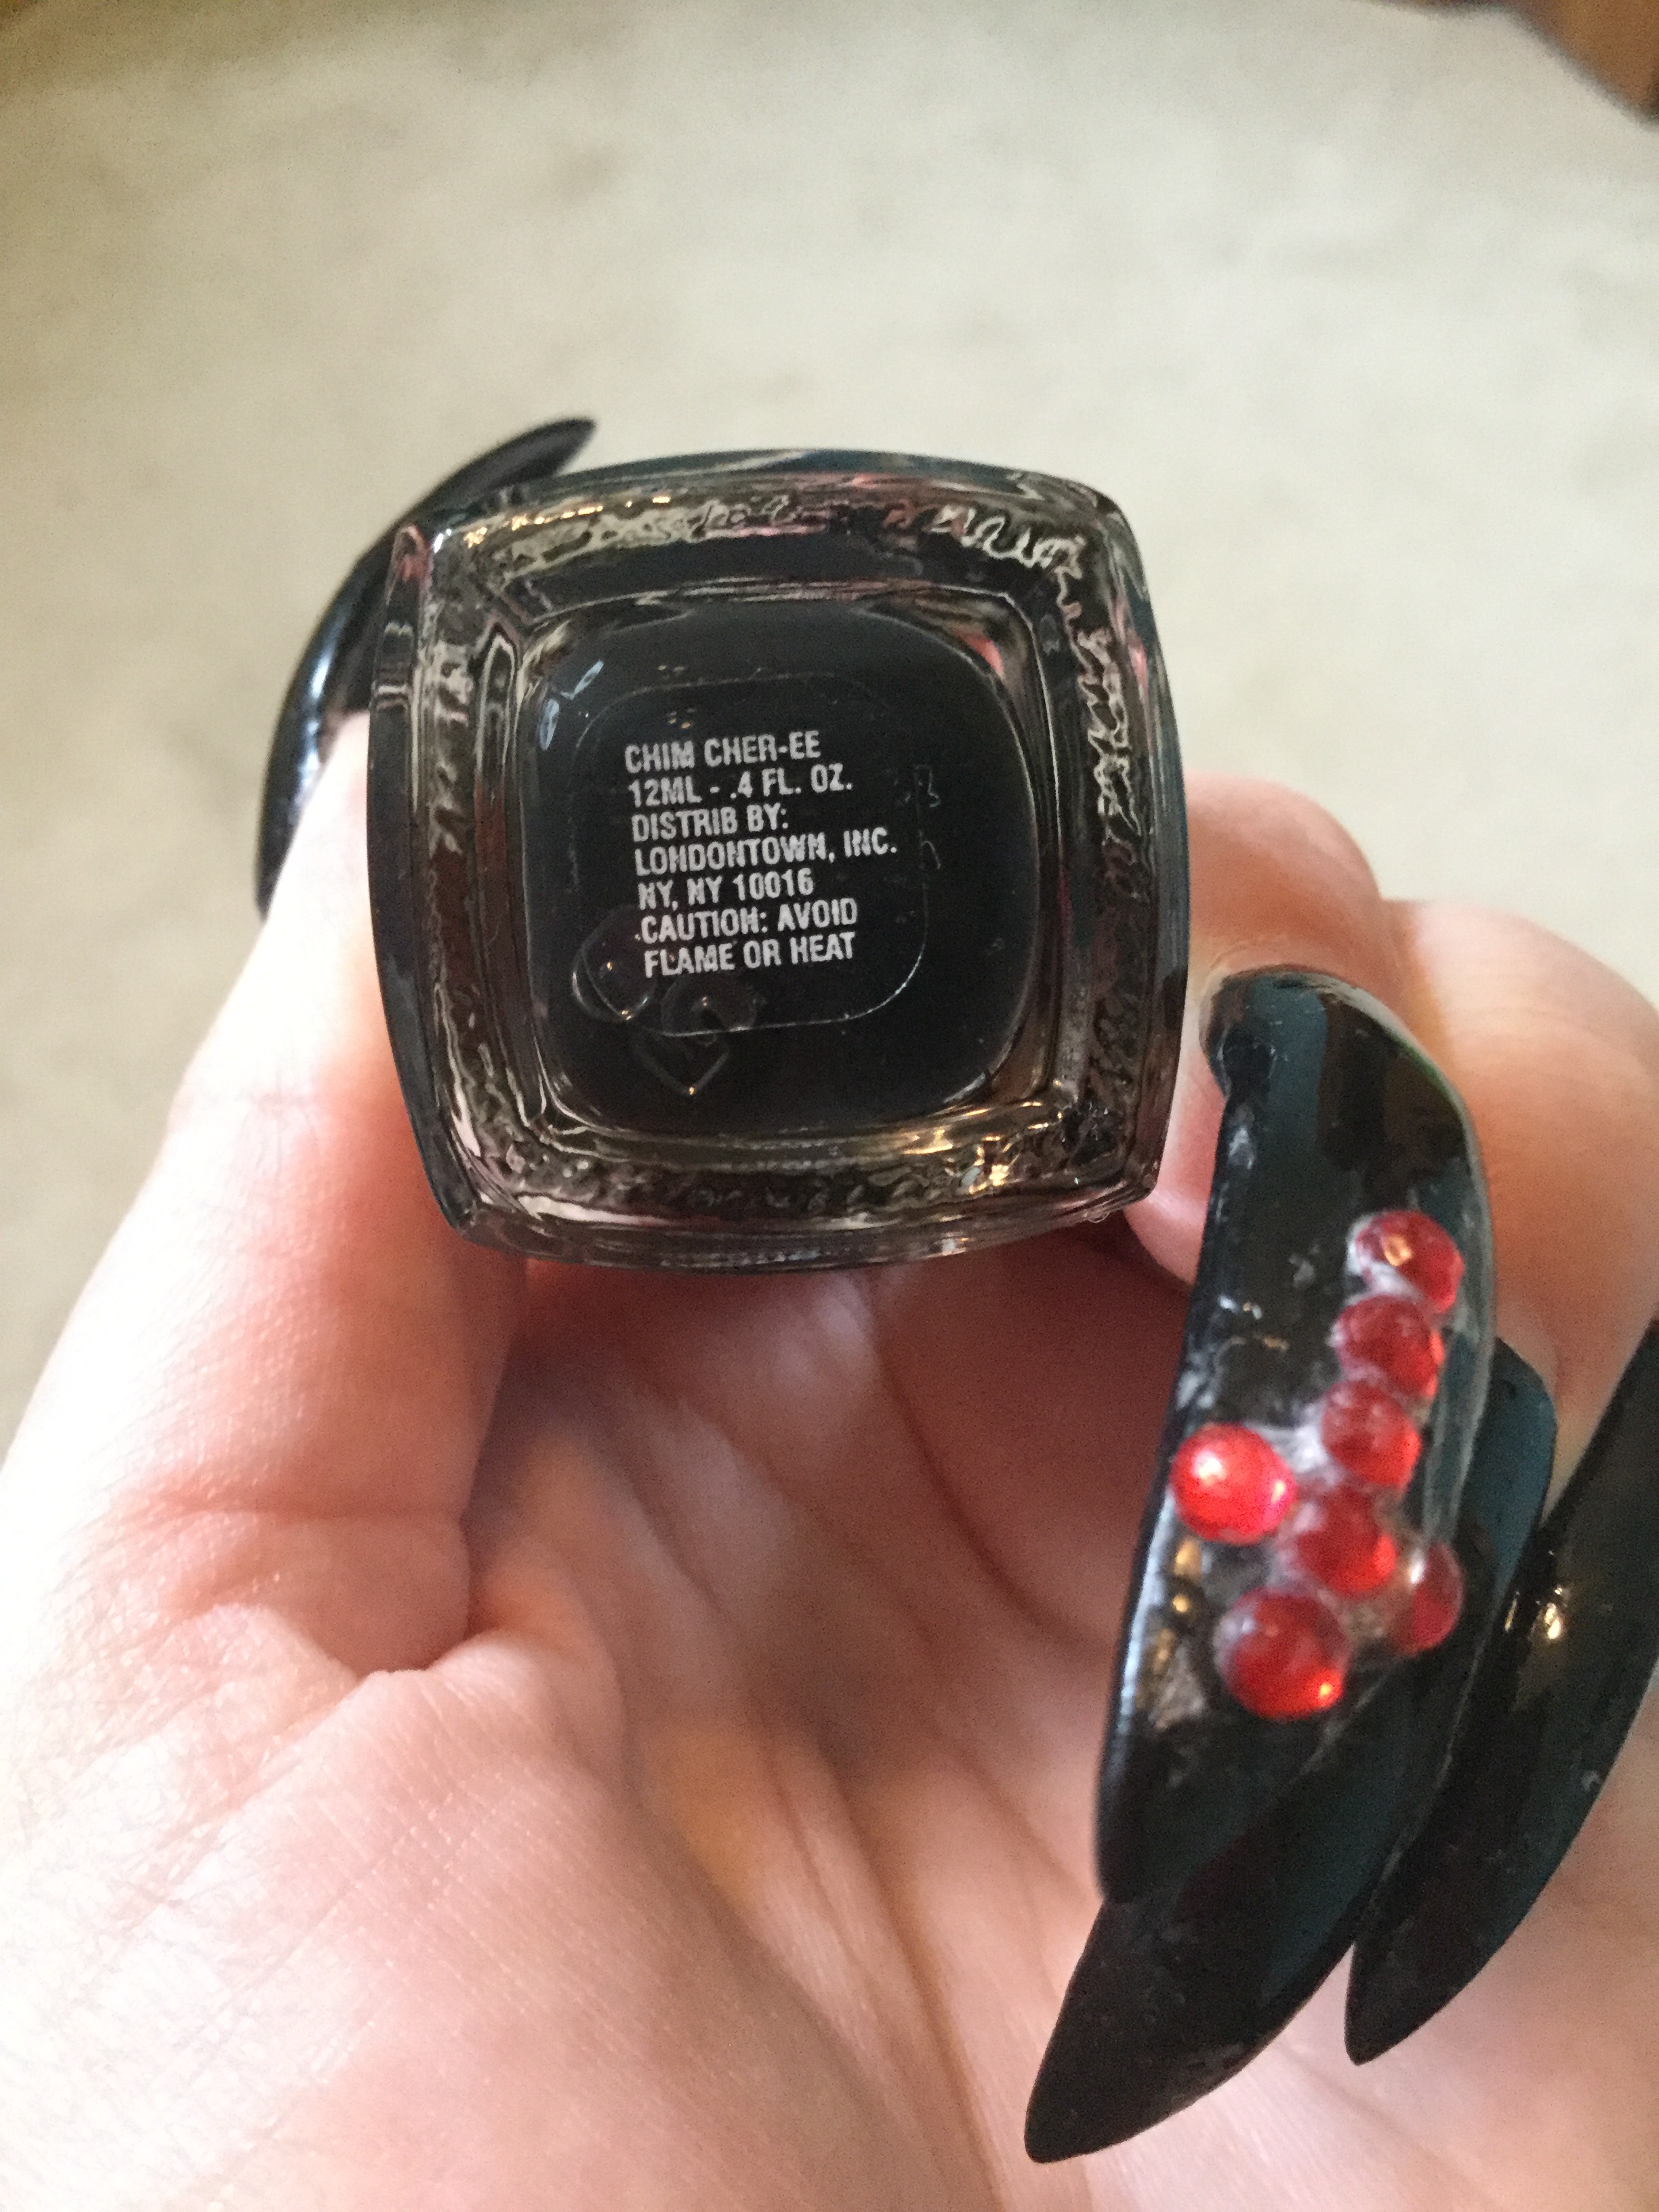 CHIM CHER-EE
12ML - .4 FL. OZ.
DISTRIB BY:
LONDONTOWN, INC.
NY, NY 10016
CAUTION: AVOID
FLAME OR HEAT